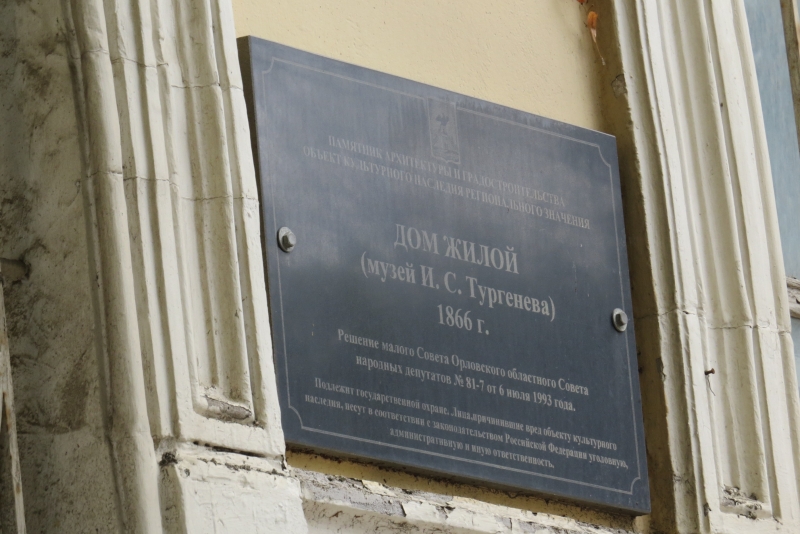 ПАМЯТНИК АРХИТЕКТУРЫ И ГРАДОСТРОИТЕЛЬСТВА
ОБЪЕКТ КУЛЬТУРНОГО НАСЛЕДИЯ РЕГИОНАЛЬНОГО ЗНАЧЕНИЯ
ДОМ ЖИЛОЙ
(музей И. С. Тургенева)
1866 г.
Решение малого Совета Орловского областного Совета
народных депутатов № 81-7 от 6 июля 1993 года.
Подлежит государственной охране. Лица,причинившие вред объекту культурного
наследия, несут в соответствии с законодательством Российской Федерации уголовную,
административную и иную ответственность.